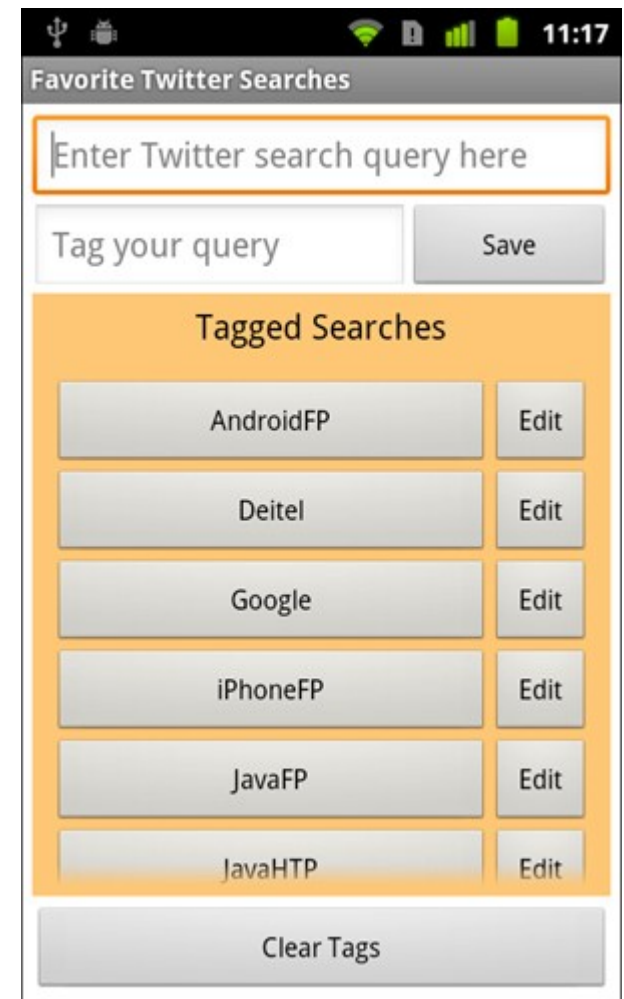 11:17
Favorite Twitter Searches
Enter Twitter search query here
Tag your query Save
Tagged Searches
AndroidFP Edit
Deitel Edit
Google Edit
iPhoneFP Edit
JavaFP Edit
JavaHTP Edit
Clear Tags